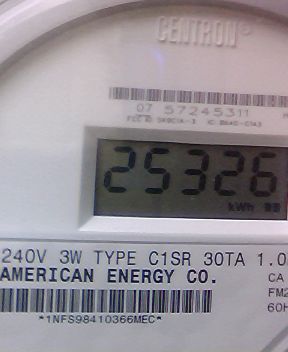 CENTRON®
07 57245311
25326
kWh
240V 3W TYPE C1SR 30TA 1.0
AMERICAN ENERGY CO.
CA
FM2
60H
*1NFS98410366MEC*